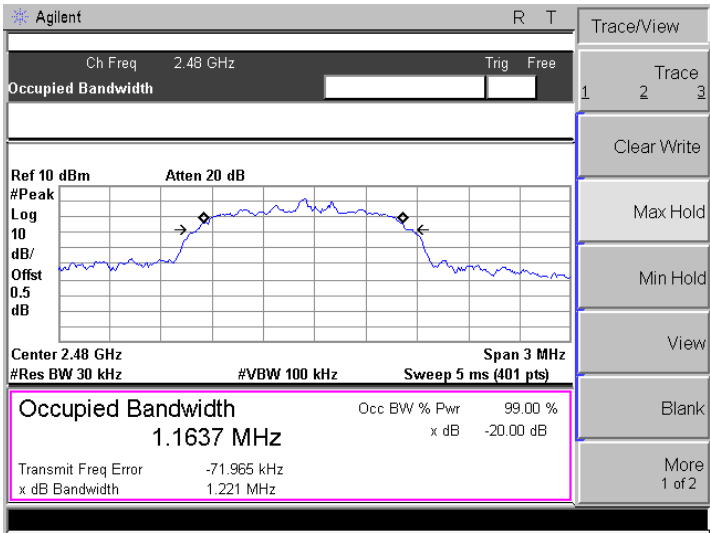 Agilent R T
Ch Freq 2.48 GHz Trig Free
Occupied Bandwidth
Ref 10 dBm Atten 20 dB
#Peak
Log
10
dB/
Offst
0.5
dB
Center 2.48 GHz Span 3 MHz
#Res BW 30 kHz #VBW 100 kHz Sweep 5 ms (401 pts)
Occupied Bandwidth Occ BW % Pwr 99.00 %
1.1637 MHz x dB -20.00 dB
Transmit Freq Error -71.965 kHz
x dB Bandwidth 1.221 MHz
Trace/View
Trace
1 2 3
Clear Write
Max Hold
Min Hold
View
Blank
More
1 of 2